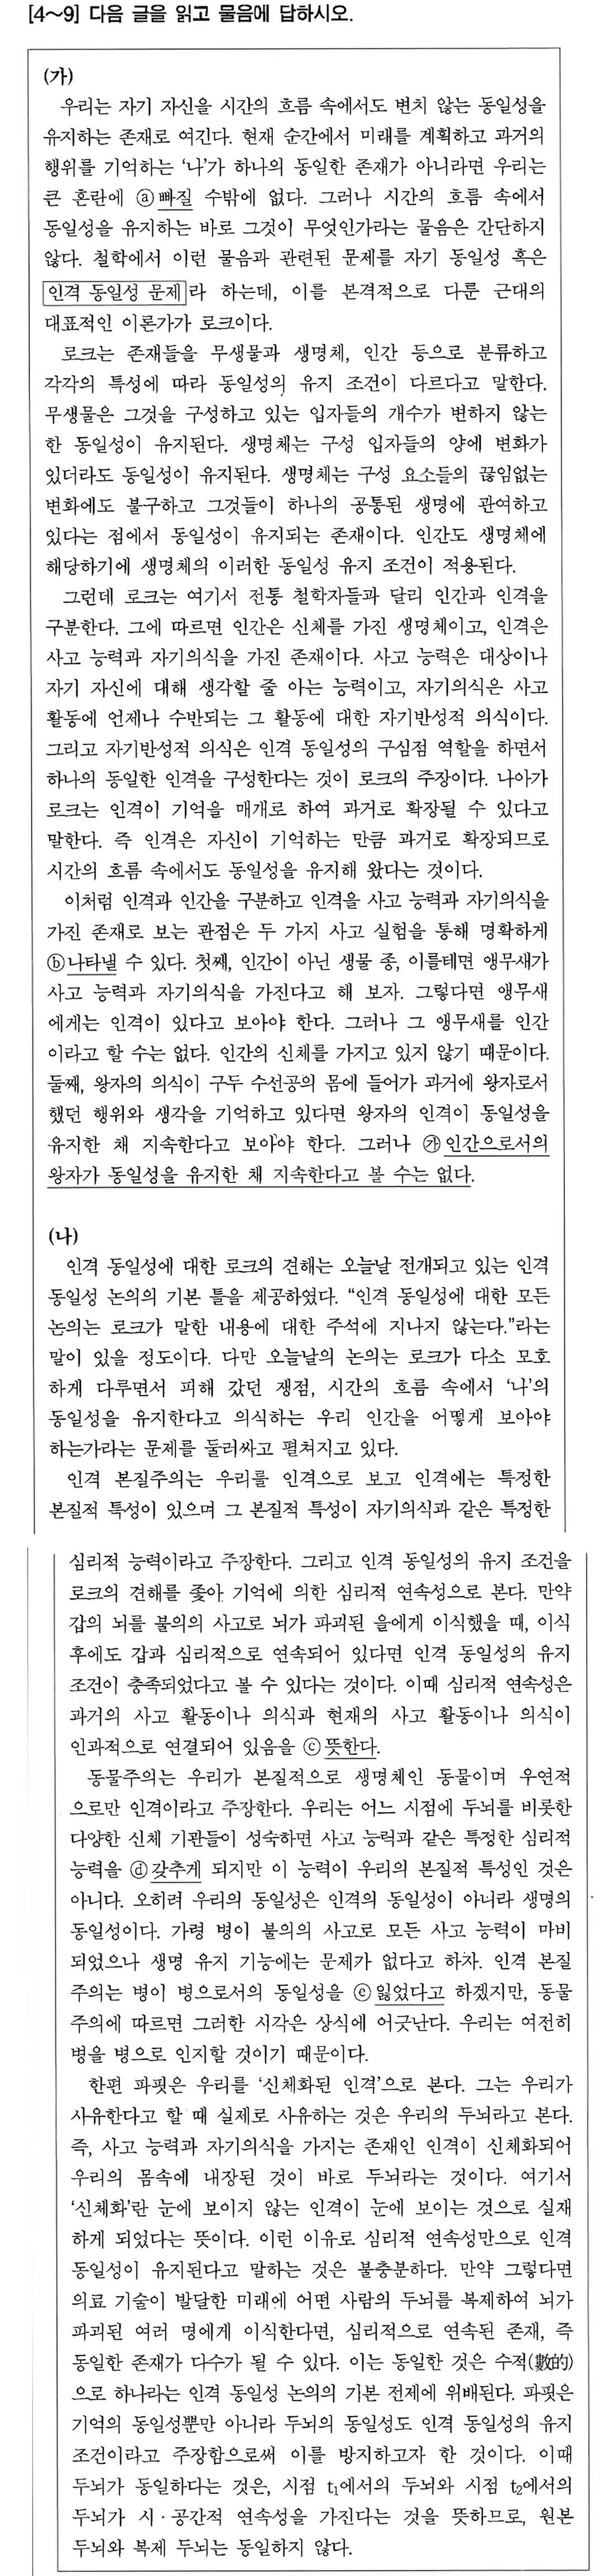 [4~9] 다음 글을 읽고 물음에 답하시오.
(가)
우리는 자기 자신을 시간의 흐름 속에서도 변치 않는 동일성을
유지하는 존재로 여긴다. 현재 순간에서 미래를 계획하고 과거의
행위를 기억하는 ‘나’가 하나의 동일한 존재가 아니라면 우리는
큰 혼란에 ⓐ빠질 수밖에 없다. 그러나 시간의 흐름 속에서
동일성을 유지하는 바로 그것이 무엇인가라는 물음은 간단하지
않다. 철학에서 이런 물음과 관련된 문제를 자기 동일성 혹은
인격 동일성 문제라 하는데, 이를 본격적으로 다룬 근대의
대표적인 이론가가 로크이다.
로크는 존재들을 무생물과 생명체, 인간 등으로 분류하고
각각의 특성에 따라 동일성의 유지 조건이 다르다고 말한다.
무생물은 그것을 구성하고 있는 입자들의 개수가 변하지 않는
한 동일성이 유지된다. 생명체는 구성 입자들의 양에 변화가
있더라도 동일성이 유지된다. 생명체는 구성 요소들의 끊임없는
변화에도 불구하고 그것들이 하나의 공통된 생명에 관여하고
있다는 점에서 동일성이 유지되는 존재이다. 인간도 생명체에
해당하기에 생명체의 이러한 동일성 유지 조건이 적용된다.
그런데 로크는 여기서 전통 철학자들과 달리 인간과 인격을
구분한다. 그에 따르면 인간은 신체를 가진 생명체이고, 인격은
사고 능력과 자기의식을 가진 존재이다. 사고 능력은 대상이나
자기 자신에 대해 생각할 줄 아는 능력이고, 자기의식은 사고
활동에 언제나 수반되는 그 활동에 대한 자기반성적 의식이다.
그리고 자기반성적 의식은 인격 동일성의 구심점 역할을 하면서
하나의 동일한 인격을 구성한다는 것이 로크의 주장이다. 나아가
로크는 인격이 기억을 매개로 하여 과거로 확장될 수 있다고
말한다. 즉 인격은 자신이 기억하는 만큼 과거로 확장되므로
시간의 흐름 속에서도 동일성을 유지해 왔다는 것이다.
이처럼 인격과 인간을 구분하고 인격을 사고 능력과 자기의식을
가진 존재로 보는 관점은 두 가지 사고 실험을 통해 명확하게
ⓑ나타낼 수 있다. 첫째, 인간이 아닌 생물 종, 이를테면 앵무새가
사고 능력과 자기의식을 가진다고 해 보자. 그렇다면 앵무새
에게는 인격이 있다고 보아야 한다. 그러나 그 앵무새를 인간
이라고 할 수는 없다. 인간의 신체를 가지고 있지 않기 때문이다.
둘째, 왕자의 의식이 구두 수선공의 몸에 들어가 과거에 왕자로서
했던 행위와 생각을 기억하고 있다면 왕자의 인격이 동일성을
유지한 채 지속한다고 보아야 한다. 그러나 ㉮인간으로서의
왕자가 동일성을 유지한 채 지속한다고 볼 수는 없다.
(나)
인격 동일성에 대한 로크의 견해는 오늘날 전개되고 있는 인격
동일성 논의의 기본 틀을 제공하였다. “인격 동일성에 대한 모든
논의는 로크가 말한 내용에 대한 주석에 지나지 않는다.”라는
말이 있을 정도이다. 다만 오늘날의 논의는 로크가 다소 모호
하게 다루면서 피해 갔던 쟁점, 시간의 흐름 속에서 ‘나’의
동일성을 유지한다고 의식하는 우리 인간을 어떻게 보아야
하는가라는 문제를 둘러싸고 펼쳐지고 있다.
인격 본질주의는 우리를 인격으로 보고 인격에는 특정한
본질적 특성이 있으며 그 본질적 특성이 자기의식과 같은 특정한
심리적 능력이라고 주장한다. 그리고 인격 동일성의 유지 조건을
로크의 견해를 좇아 기억에 의한 심리적 연속성으로 본다. 만약
갑의 뇌를 불의의 사고로 뇌가 파괴된 을에게 이식했을 때, 이식
후에도 갑과 심리적으로 연속되어 있다면 인격 동일성의 유지
조건이 충족되었다고 볼 수 있다는 것이다. 이때 심리적 연속성은
과거의 사고 활동이나 의식과 현재의 사고 활동이나 의식이
인과적으로 연결되어 있음을 ⓒ뜻한다.
동물주의는 우리가 본질적으로 생명체인 동물이며 우연적
으로만 인격이라고 주장한다. 우리는 어느 시점에 두뇌를 비롯한
다양한 신체 기관들이 성숙하면 사고 능력과 같은 특정한 심리적
능력을 ⓓ갖추게 되지만 이 능력이 우리의 본질적 특성인 것은
아니다. 오히려 우리의 동일성은 인격의 동일성이 아니라 생명의
동일성이다. 가령 병이 불의의 사고로 모든 사고 능력이 마비
되었으나 생명 유지 기능에는 문제가 없다고 하자. 인격 본질
주의는 병이 병으로서의 동일성을 ⓔ잃었다고 하겠지만, 동물
주의에 따르면 그러한 시각은 상식에 어긋난다. 우리는 여전히
병을 병으로 인지할 것이기 때문이다.
한편 파핏은 우리를 ‘신체화된 인격’으로 본다. 그는 우리가
사유한다고 할 때 실제로 사유하는 것은 우리의 두뇌라고 본다.
즉, 사고 능력과 자기의식을 가지는 존재인 인격이 신체화되어
우리의 몸속에 내장된 것이 바로 두뇌라는 것이다. 여기서
‘신체화’란 눈에 보이지 않는 인격이 눈에 보이는 것으로 실재
하게 되었다는 뜻이다. 이런 이유로 심리적 연속성만으로 인격
동일성이 유지된다고 말하는 것은 불충분하다. 만약 그렇다면
의료 기술이 발달한 미래에 어떤 사람의 두뇌를 복제하여 뇌가
파괴된 여러 명에게 이식한다면, 심리적으로 연속된 존재, 즉
동일한 존재가 다수가 될 수 있다. 이는 동일한 것은 수적(數的)
으로 하나라는 인격 동일성 논의의 기본 전제에 위배된다. 파핏은
기억의 동일성뿐만 아니라 두뇌의 동일성도 인격 동일성의 유지
조건이라고 주장함으로써 이를 방지하고자 한 것이다. 이때
두뇌가 동일하다는 것은, 시점 t₁에서의 두뇌와 시점 t₂에서의
두뇌가 시·공간적 연속성을 가진다는 것을 뜻하므로, 원본
두뇌와 복제 두뇌는 동일하지 않다.